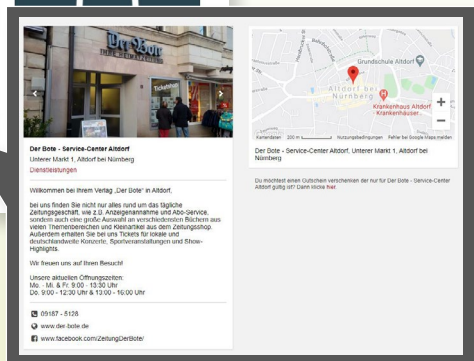 Der Bote
IHRE HEIMATZEITUNG
Ticketshop
Der Bote - Service-Center Altdorf
Unterer Markt 1, Altdorf bei Nürnberg
Dienstleistungen
Willkommen bei Ihrem Verlag „Der Bote" in Altdorf.
bei uns finden Sie nicht nur alles rund um das tägliche
Zeitungsgeschäft, wie z.B. Anzeigenannahme und Abo-Service,
sondern auch eine große Auswahl an verschiedensten Büchern aus
vielen Themenbereichen und Kleinartikel aus dem Zeitungsshop.
Außerdem erhalten Sie bei uns Tickets für lokale und
deutschlandweite Konzerte, Sportveranstaltungen und Show-
Highlights.
Wir freuen uns auf Ihren Besuch!
Unsere aktuellen Öffnungszeiten:
Mo. - Mi. & Fr. 9:00 - 13:30 Uhr
Do. 9:00 - 12:30 Uhr & 13:00 - 16:00 Uhr
09187 - 5128
www.der-bote.de
www.facebook.com/ZeitungDerBote/
Bahnhofstraße
Grundschule Altdorf
Altdorf bei
Nürnberg
Krankenhaus Altdorf
Krankenhäuser...
+
−
Kartendaten 200 m Nutzungsbedingungen Fehler bei Google Maps melden
Der Bote - Service-Center Altdorf, Unterer Markt 1, Altdorf bei
Nürnberg
Du möchtest einen Gutschein verschenken der nur für Der Bote - Service-Center
Altdorf gültig ist? Dann klicke hier.